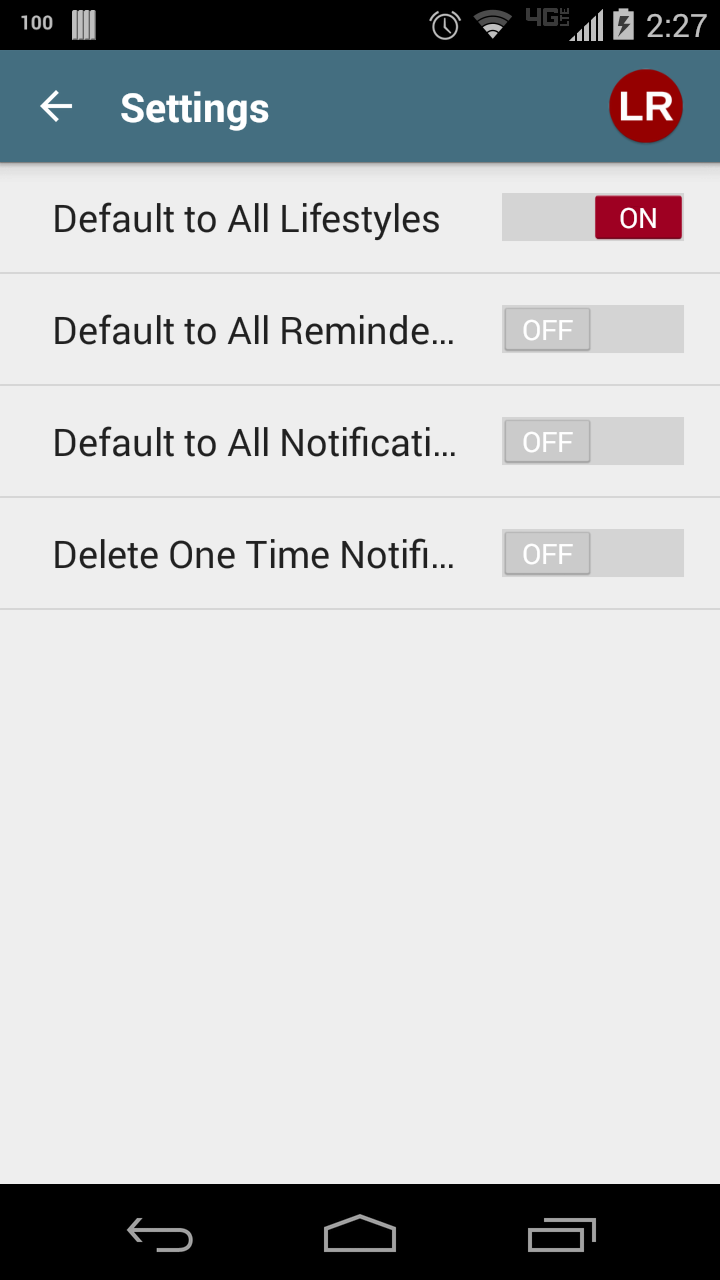 100 4G LTE 2:27
Settings LR
Default to All Lifestyles ON
Default to All Reminde... OFF
Default to All Notificati... OFF
Delete One Time Notifi... OFF